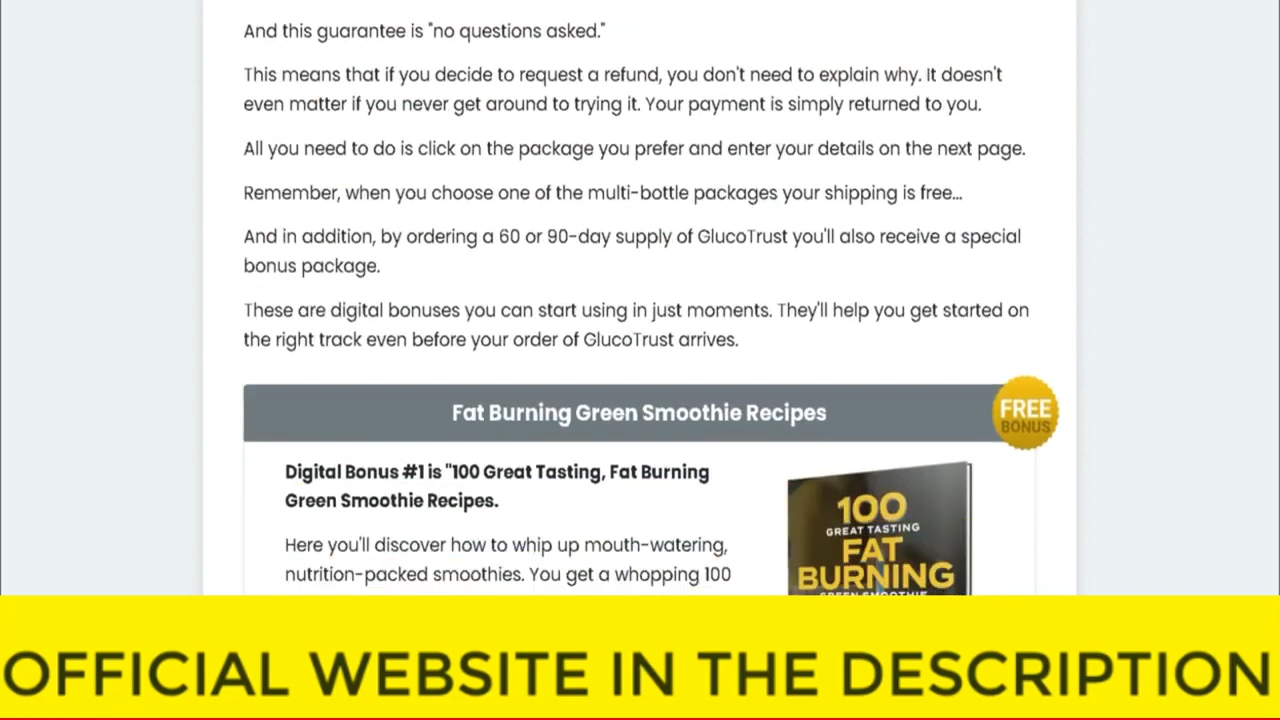 And this guarantee is "no questions asked."
This means that if you decide to request a refund, you don't need to explain why. It doesn't
even matter if you never get around to trying it. Your payment is simply returned to you.
All you need to do is click on the package you prefer and enter your details on the next page.
Remember, when you choose one of the multi-bottle packages your shipping is free...
And in addition, by ordering a 60 or 90-day supply of GlucoTrust you'll also receive a special
bonus package.
These are digital bonuses you can start using in just moments. They'll help you get started on
the right track even before your order of GlucoTrust arrives.
Fat Burning Green Smoothie Recipes
FREE
BONUS
Digital Bonus #1 is "100 Great Tasting, Fat Burning
Green Smoothie Recipes.
Here you'll discover how to whip up mouth-watering,
nutrition-packed smoothies. You get a whopping 100
100
GREAT TASTING
FAT
BURNING
GREEN SMOOTHIE
OFFICIAL WEBSITE IN THE DESCRIPTION